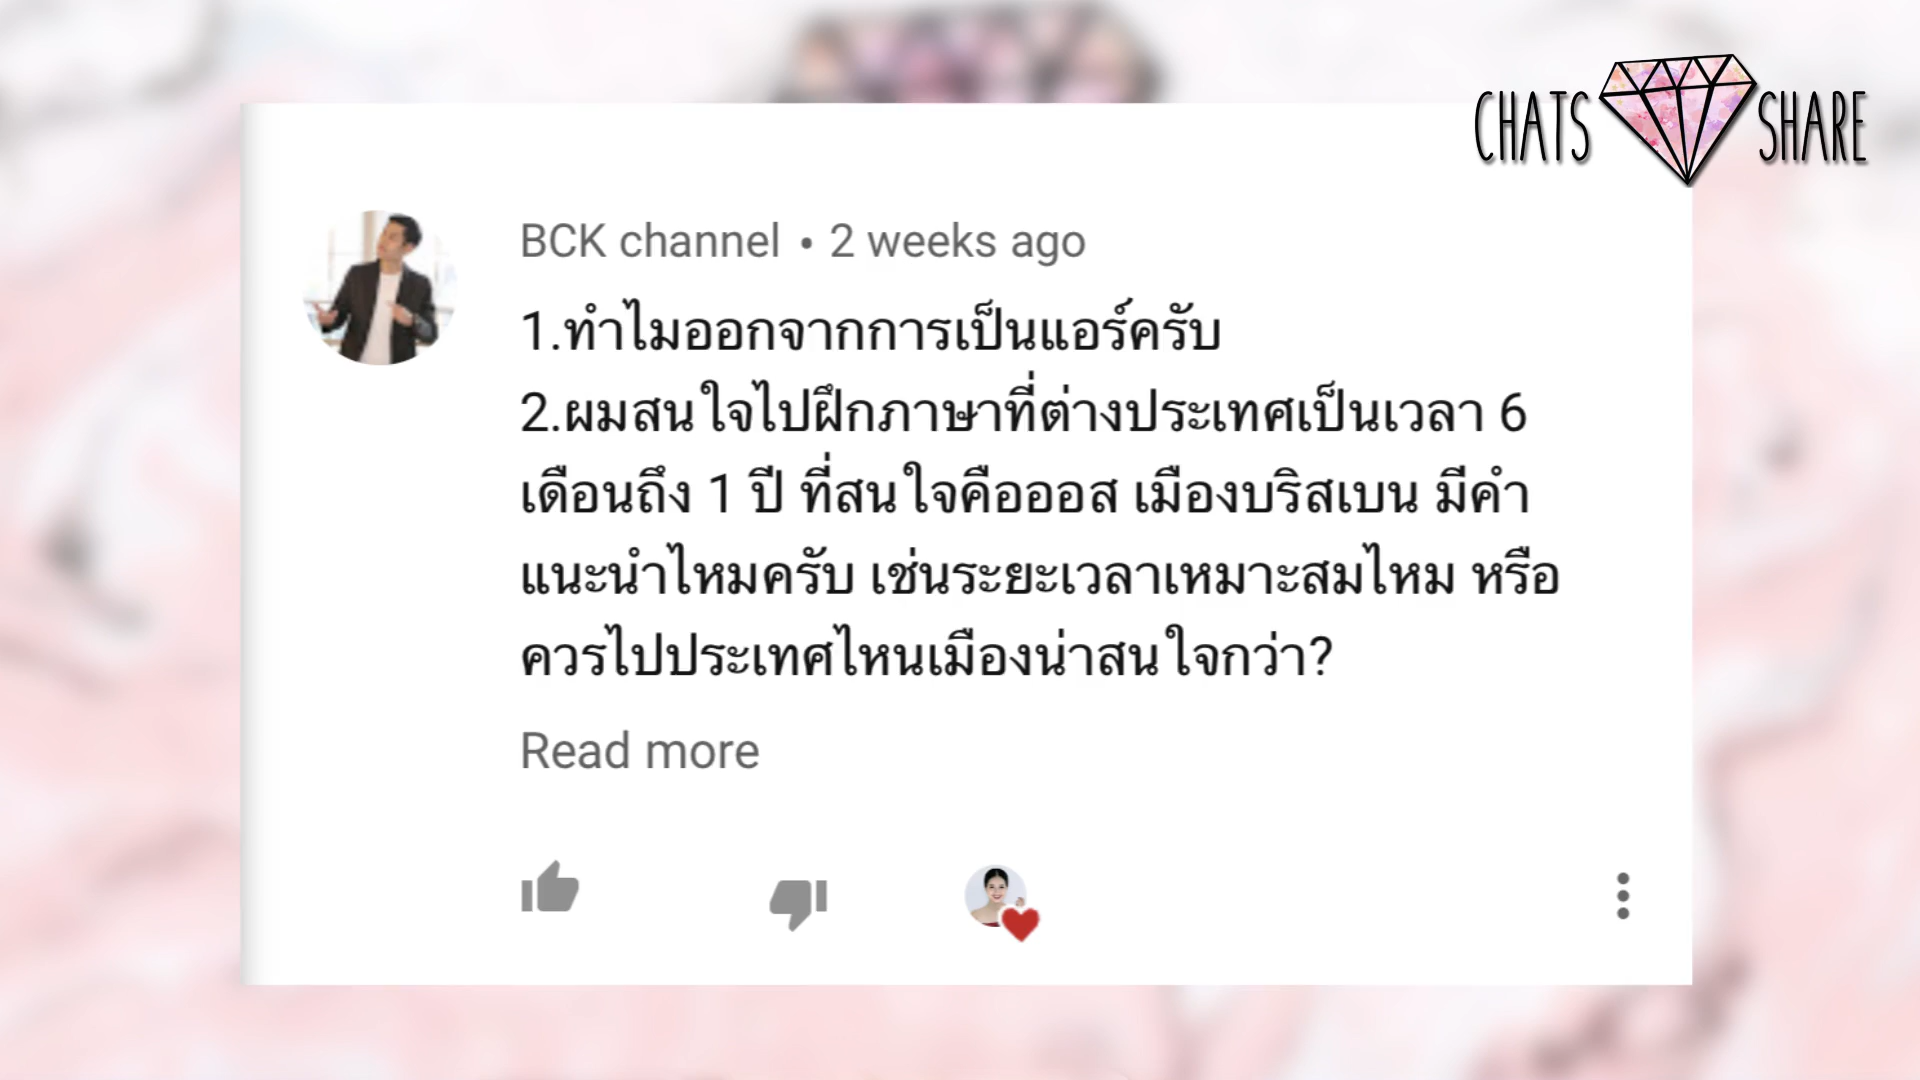 CHATS SHARE
BCK channel • 2 weeks ago
1.ทำไมออกจากการเป็นแอร์ครับ
2.ผมสนใจไปฝึกภาษาที่ต่างประเทศเป็นเวลา 6
เดือนถึง 1 ปี ที่สนใจคือออส เมืองบริสเบน มีคำ
แนะนำไหมครับ เช่นระยะเวลาเหมาะสมไหม หรือ
ควรไปประเทศไหนเมืองน่าสนใจกว่า?
Read more